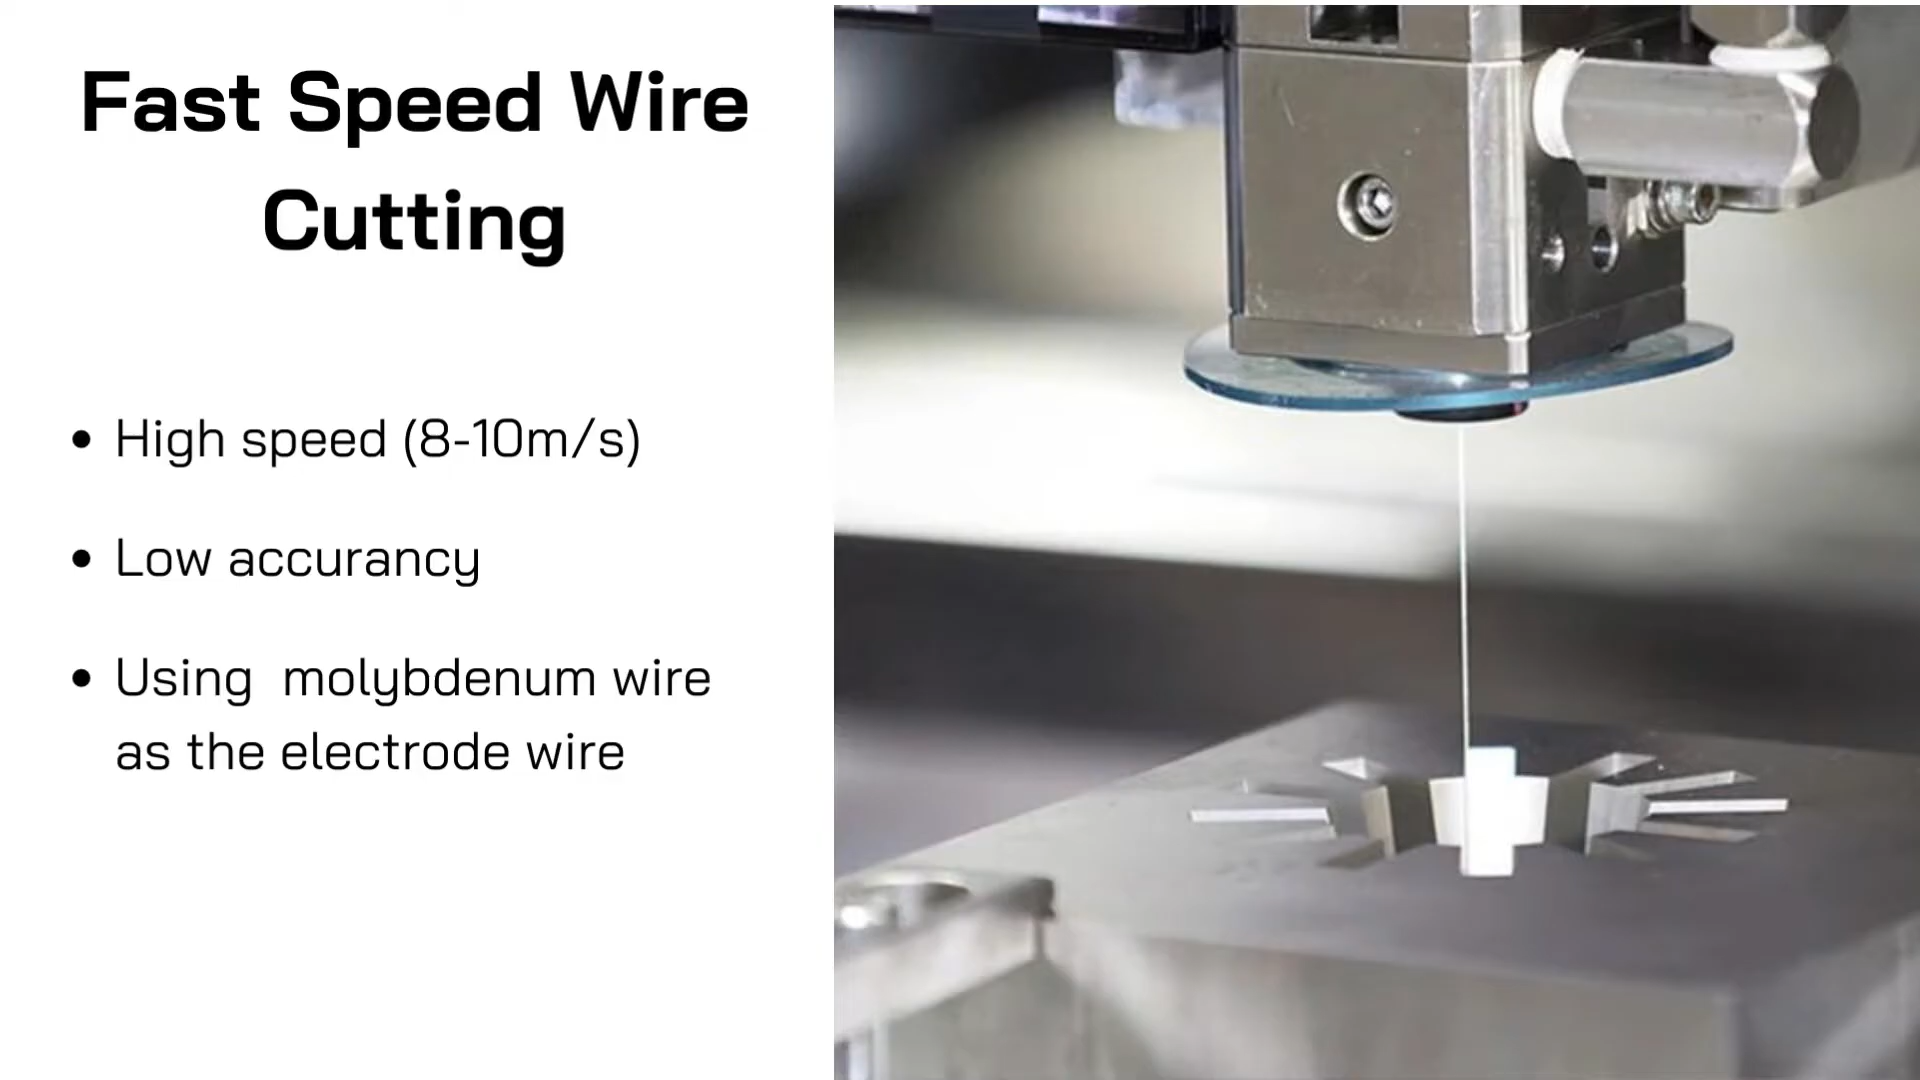 Fast Speed Wire
Cutting
• High speed (8-10m/s)
• Low accurancy
• Using  molybdenum wire
as the electrode wire